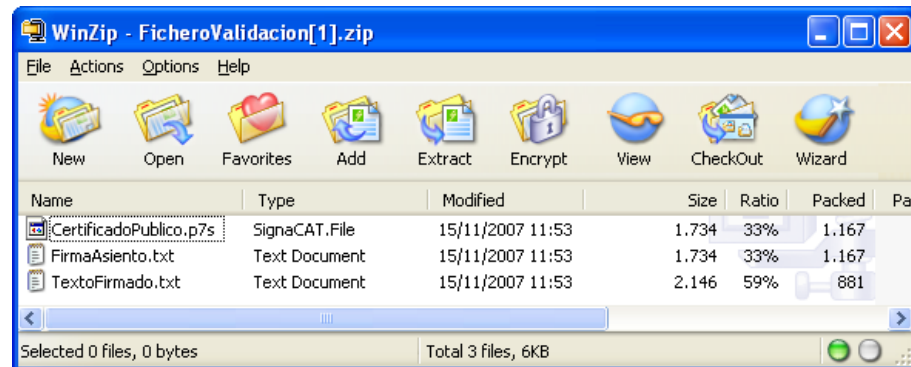 WinZip - FicheroValidacion[1].zip
File Actions Options Help
New Open Favorites Add Extract Encrypt View CheckOut Wizard
Name Type Modified Size Ratio Packed Pa
CertificadoPublico.p7s SignaCAT.File 15/11/2007 11:53 1.734 33% 1.167
FirmaAsiento.txt Text Document 15/11/2007 11:53 1.734 33% 1.167
TextoFirmado.txt Text Document 15/11/2007 11:53 2.146 59% 881
Selected 0 files, 0 bytes Total 3 files, 6KB